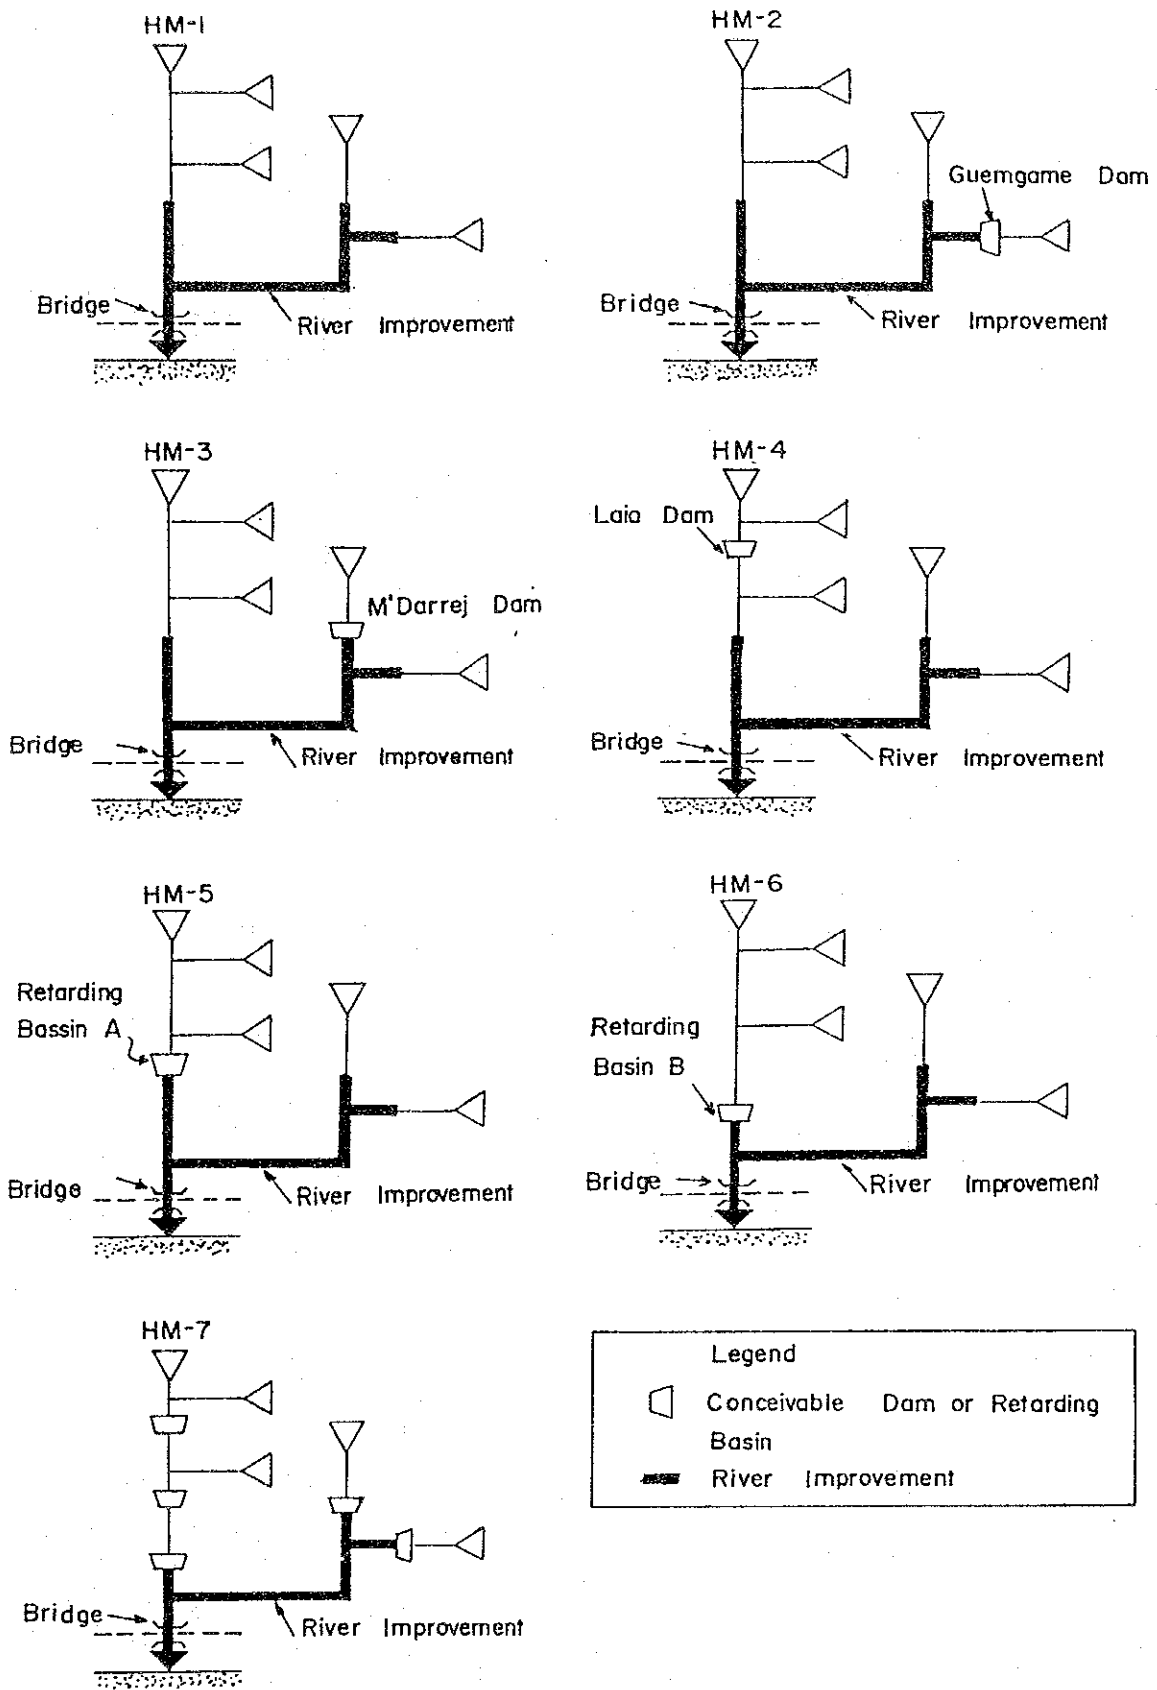 HM-1
Bridge
River Improvement
HM-2
Guemgame Dam
Bridge
River Improvement
HM-3
M'Darrej Dam
Bridge
River Improvement
HM-4
Laia Dam
Bridge
River Improvement
HM-5
Retarding
Bassin A
Bridge
River Improvement
HM-6
Retarding
Basin B
Bridge
River Improvement
HM-7
Bridge
River Improvement
Legend
Conceivable Dam or Retarding
Basin
River Improvement